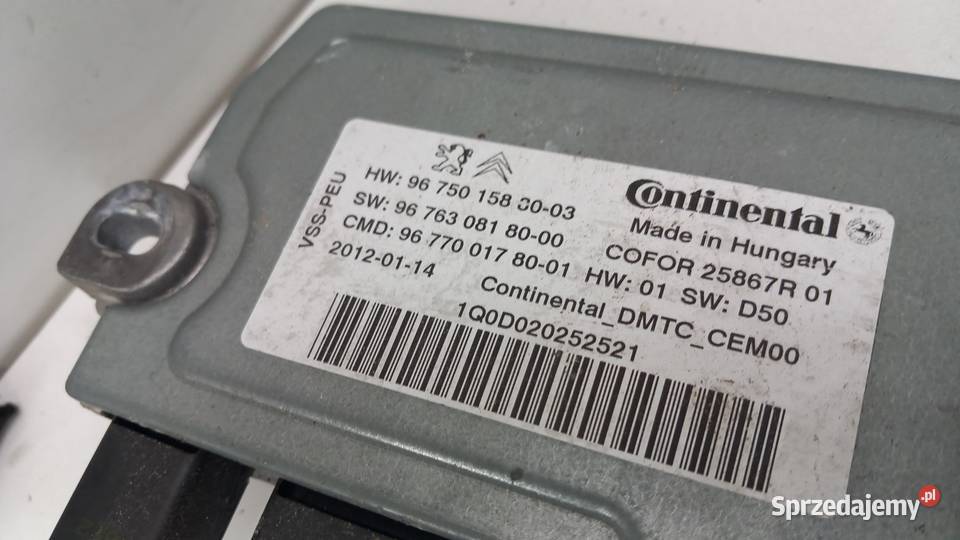 VSS-PEU
HW: 96 750 158 80-03
SW: 96 763 081 80-00
CMD: 96 770 017 80-01 HW: 01 SW: D50
2012-01-14
Continental
Made in Hungary
COFOR 25867R 01
Continental_DMTC_CEM00
1Q0D020252521
Sprzedajemy.pl